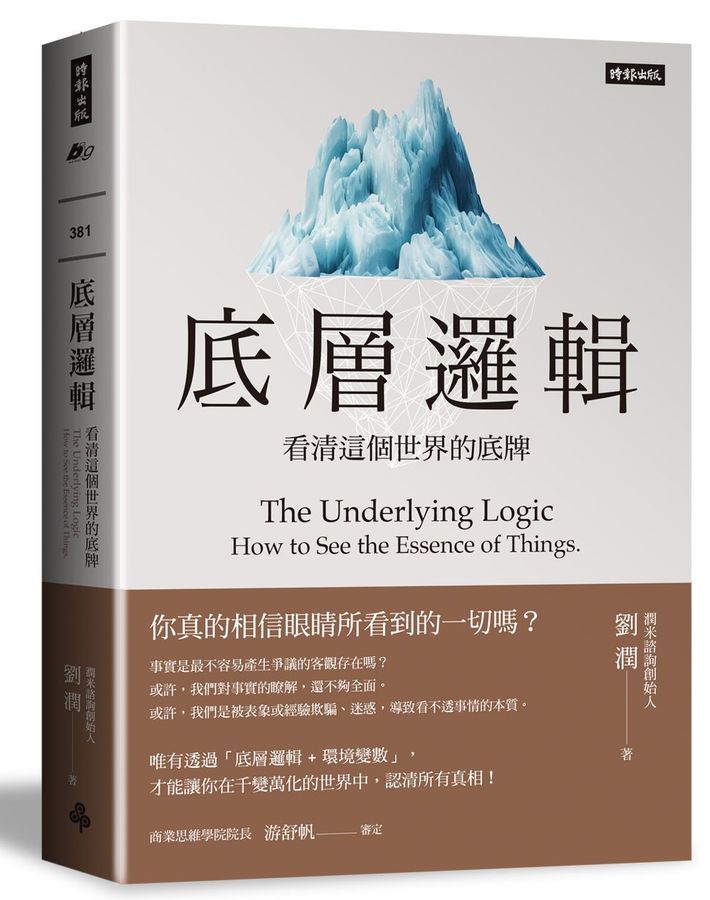 時報出版
底層邏輯
看清這個世界的底牌
The Underlying Logic
How to See the Essence of Things.
你真的相信眼睛所看到的一切嗎？
事實是最不容易產生爭議的客觀存在嗎？
或許，我們對事實的瞭解，還不夠全面。
或許，我們是被表象或經驗欺騙、迷惑，導致看不透事情的本質。
唯有透過「底層邏輯 + 環境變數」，
才能讓你在千變萬化的世界中，認清所有真相！
商業思維學院院長 游舒帆 審定
潤米諮詢創始人
劉潤 著
時報出版
big
381
底層邏輯
看清這個世界的底牌
The Underlying Logic
How to See the Essence of Things.
潤米諮詢創始人
劉潤 著